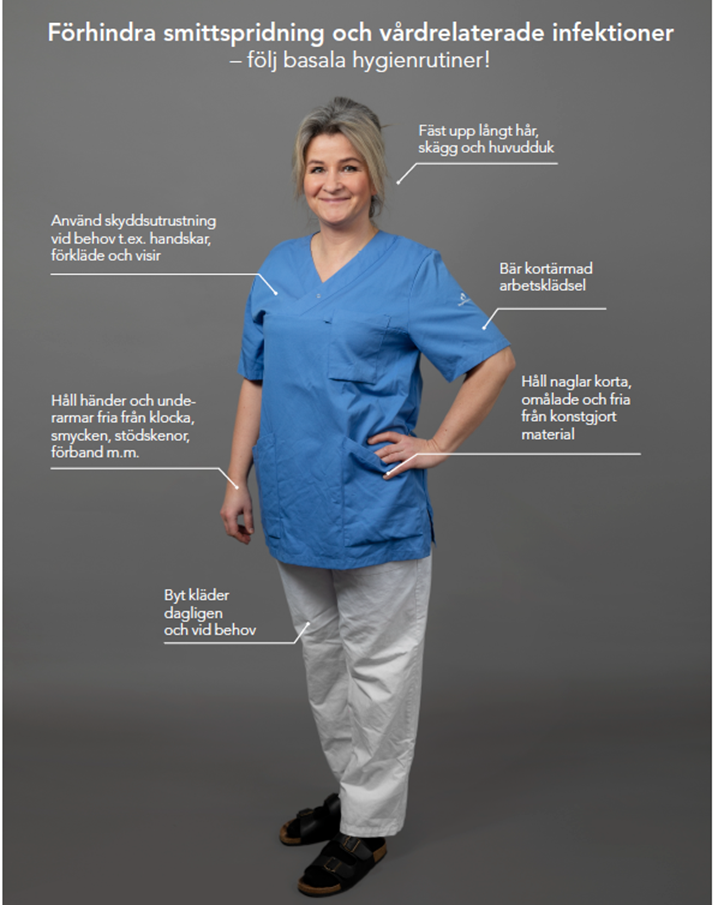 Förhindra smittspridning och vårdrelaterade infektioner
– följ basala hygienrutiner!
Fäst upp långt hår,
skägg och huvudduk
Använd skyddsutrustning
vid behov t.ex. handskar,
förkläde och visir
Bär kortärmad
arbetsklädsel
Håll naglar korta,
omålade och fria
från konstgjort
material
Håll händer och unde-
rarmar fria från klocka,
smycken, stödskenor,
förband m.m.
Byt kläder
dagligen
och vid behov